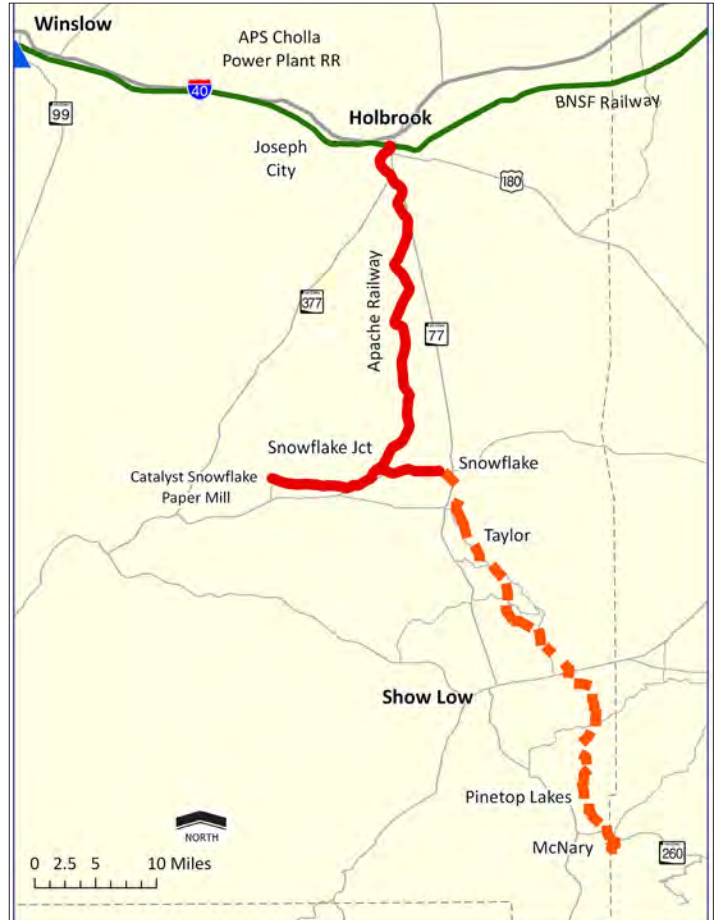 Winslow
APS Cholla
Power Plant RR
40
99
BNSF Railway
Holbrook
Joseph
City
180
377
Apache Railway
77
Snowflake Jct
Snowflake
Catalyst Snowflake
Paper Mill
Taylor
Show Low
Pinetop Lakes
NORTH
McNary
260
0 2.5 5 10 Miles